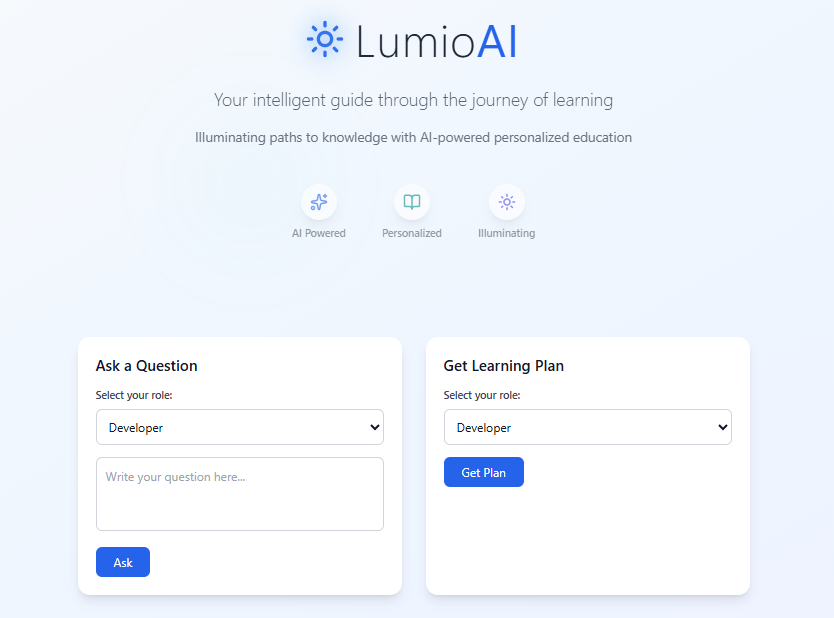 LumioAI
Your intelligent guide through the journey of learning
Illuminating paths to knowledge with AI-powered personalized education
AI Powered
Personalized
Illuminating
Ask a Question
Select your role:
Developer
Write your question here...
Ask
Get Learning Plan
Select your role:
Developer
Get Plan